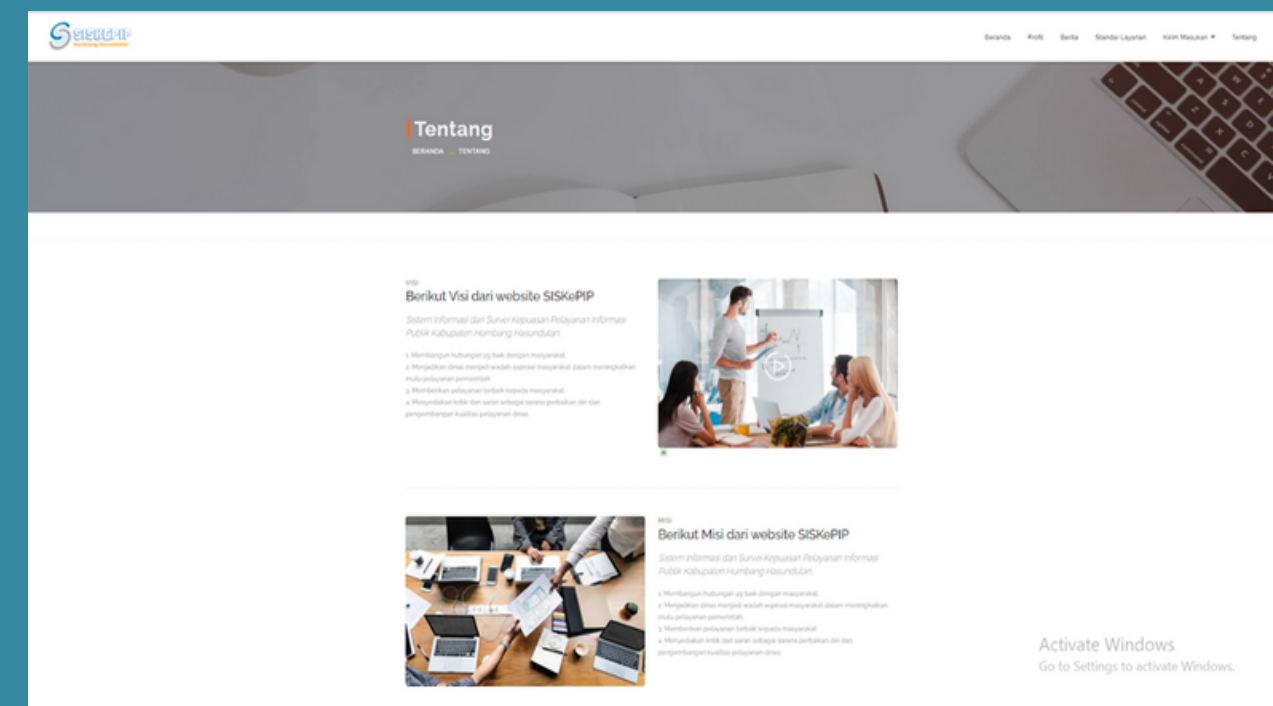 SISKEPIP
Humbang Hasundutan
Beranda Profil Berita Standar Layanan Kirim Masukan Tentang
Tentang
BERANDA TENTANG
VISI
Berikut Visi dari website SISKePIP
Sistem Informasi dan Survei Kepuasan Pelayanan Informasi
Publik Kabupaten Humbang Hasundutan.
1. Membangun hubungan yg baik dengan masyarakat.
2. Menjadikan dinas menjadi wadah aspirasi masyarakat dalam meningkatkan
mutu pelayanan pemerintah.
3. Memberikan pelayanan terbaik kepada masyarakat.
4. Menyediakan kritik dan saran sebagai sarana perbaikan diri dan
pengembangan kualitas pelayanan dinas.
MISI
Berikut Misi dari website SISKePIP
Sistem Informasi dan Survei Kepuasan Pelayanan Informasi
Publik Kabupaten Humbang Hasundutan.
1. Membangun hubungan yg baik dengan masyarakat.
2. Menjadikan dinas menjadi wadah aspirasi masyarakat dalam meningkatkan
mutu pelayanan pemerintah.
3. Memberikan pelayanan terbaik kepada masyarakat.
4. Menyediakan kritik dan saran sebagai sarana perbaikan diri dan
pengembangan kualitas pelayanan dinas.
Activate Windows
Go to Settings to activate Windows.